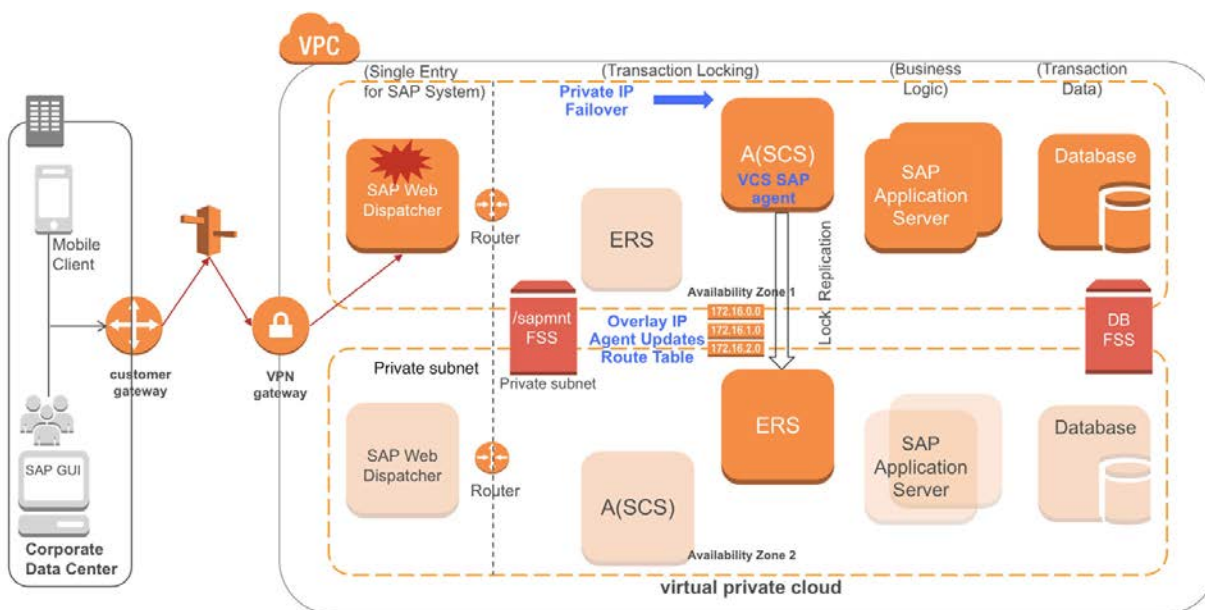 VPC
(Single Entry
for SAP System)
(Transaction Locking)
(Business
Logic)
(Transaction
Data)
Private IP
Failover
A(SCS)
VCS SAP
agent
SAP Web
Dispatcher
Router
ERS
SAP
Application
Server
Database
Mobile
Client
Lock Replication
Availability Zone 1
172.16.0.0
172.16.1.0
172.16.2.0
/sapmnt
FSS
Overlay IP
Agent Updates
Route Table
DB
FSS
customer
gateway
VPN
gateway
Private subnet
Private subnet
SAP Web
Dispatcher
Router
ERS
A(SCS)
SAP
Application
Server
Database
SAP GUI
Corporate
Data Center
Availability Zone 2
virtual private cloud